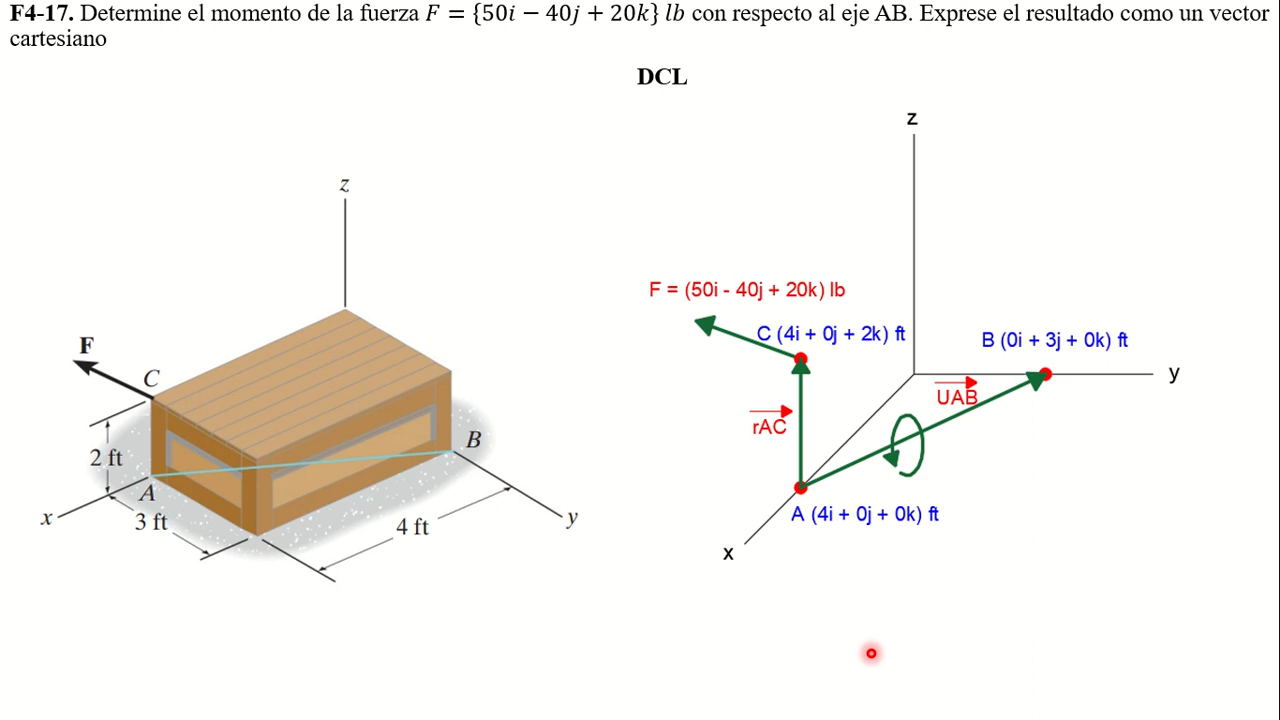 F4-17. Determine el momento de la fuerza F = {50i − 40j + 20k} lb con respecto al eje AB. Exprese el resultado como un vector
cartesiano
DCL
z
z
F = (50i - 40j + 20k) lb
C (4i + 0j + 2k) ft
B (0i + 3j + 0k) ft
F
C
y
UAB
rAC
B
2 ft
A
x
3 ft
4 ft
y
A (4i + 0j + 0k) ft
x